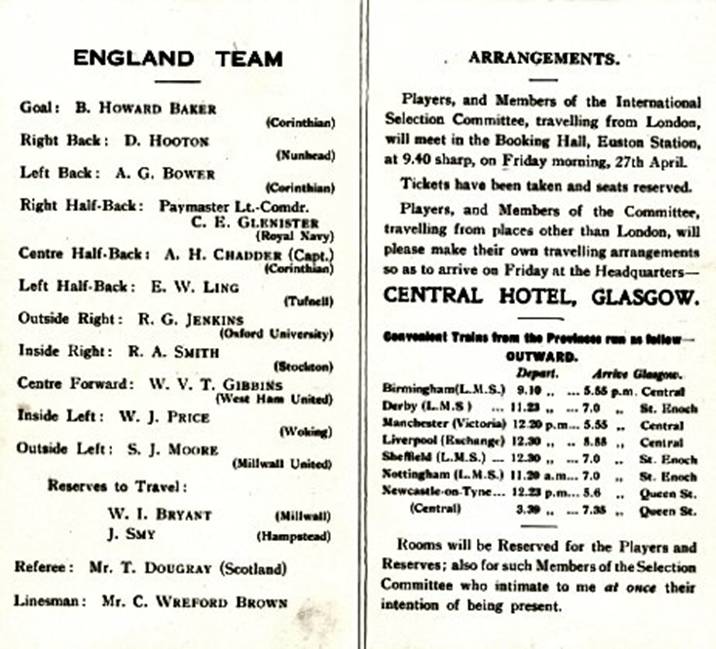 ENGLAND TEAM
Goal: B. HOWARD BAKER
(Corinthian)
Right Back: D. HOOTON
(Nunhead)
Left Back: A. G. BOWER
(Corinthian)
Right Half-Back: Paymaster Lt.-Comdr.
C. E. GLENISTER
(Royal Navy)
Centre Half-Back: A. H. CHADDER (Capt.)
(Corinthian)
Left Half-Back: E. W. LING
(Tufnell)
Outside Right: R. G. JENKINS
(Oxford University)
Inside Right: R. A. SMITH
(Stockton)
Centre Forward: W. V. T. GIBBINS
(West Ham United)
Inside Left: W. J. PRICE
(Woking)
Outside Left: S. J. MOORE
(Millwall United)
Reserves to Travel:
W. I. BRYANT (Millwall)
J. SMY (Hampstead)
Referee: Mr. T. DOUGRAY (Scotland)
Linesman: Mr. C. WREFORD BROWN
ARRANGEMENTS.
Players, and Members of the International
Selection Committee, travelling from London,
will meet in the Booking Hall, Euston Station,
at 9.40 sharp, on Friday morning, 27th April.
Tickets have been taken and seats reserved.
Players, and Members of the Committee,
travelling from places other than London, will
please make their own travelling arrangements
so as to arrive on Friday at the Headquarters—
CENTRAL HOTEL, GLASGOW.
Convenient Trains from the Provinces run as follow—
OUTWARD.
Depart. Arrive Glasgow.
Birmingham(L.M.S.) 9.10 ,, ... 5.55 p.m. Central
Derby (L.M.S ) ... 11.23 ,, ... 7.0 ,, St. Enoch
Manchester (Victoria) 12.20 p.m... 5.55 ,, Central
Liverpool (Exchange) 12.30 ,, ... ,, Central
Sheffield (L.M.S.) ... 12.30 ,, ... 7.0 ,, St. Enoch
Nottingham (L.M.S.) 11.20 a.m... 7.0 ,, St. Enoch
Newcastle-on-Tyne... 12.23 p.m... 5.6 ,, Queen St.
(Central) 3.39 ,, ... 7.35 ,, Queen St.
Rooms will be Reserved for the Players and
Reserves; also for such Members of the Selection
Committee who intimate to me at once their
intention of being present.